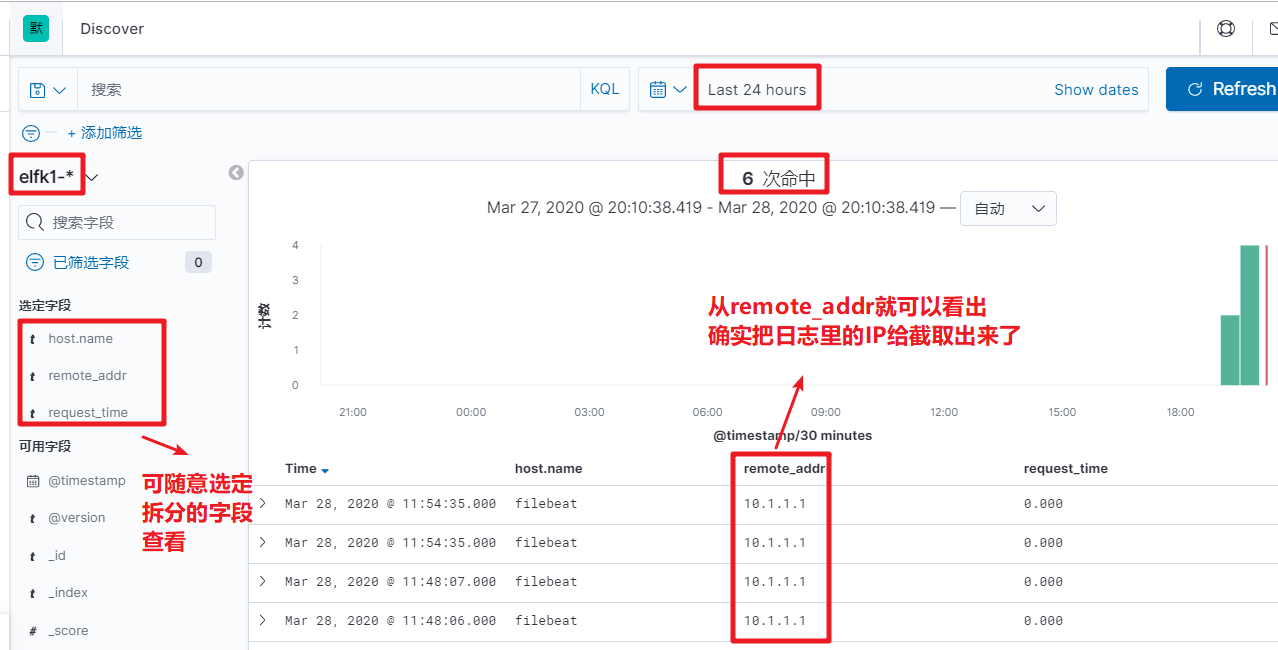 默 Discover
搜索 KQL Last 24 hours Show dates Refresh
+ 添加筛选
elfk1-*
6 次命中
搜索字段
Mar 27, 2020 @ 20:10:38.419 - Mar 28, 2020 @ 20:10:38.419 — 自动
已筛选字段 0
选定字段
t host.name
t remote_addr
t request_time
可用字段
@timestamp
t @version
t _id
t _index
# _score
可随意选定
拆分的字段
查看
计数
4
3
2
1
0
从remote_addr就可以看出
确实把日志里的IP给截取出来了
21:00 00:00 03:00 06:00 09:00 12:00 15:00 18:00
@timestamp/30 minutes
Time host.name remote_addr request_time
Mar 28, 2020 @ 11:54:35.000 filebeat 10.1.1.1 0.000
Mar 28, 2020 @ 11:54:35.000 filebeat 10.1.1.1 0.000
Mar 28, 2020 @ 11:48:07.000 filebeat 10.1.1.1 0.000
Mar 28, 2020 @ 11:48:06.000 filebeat 10.1.1.1 0.000